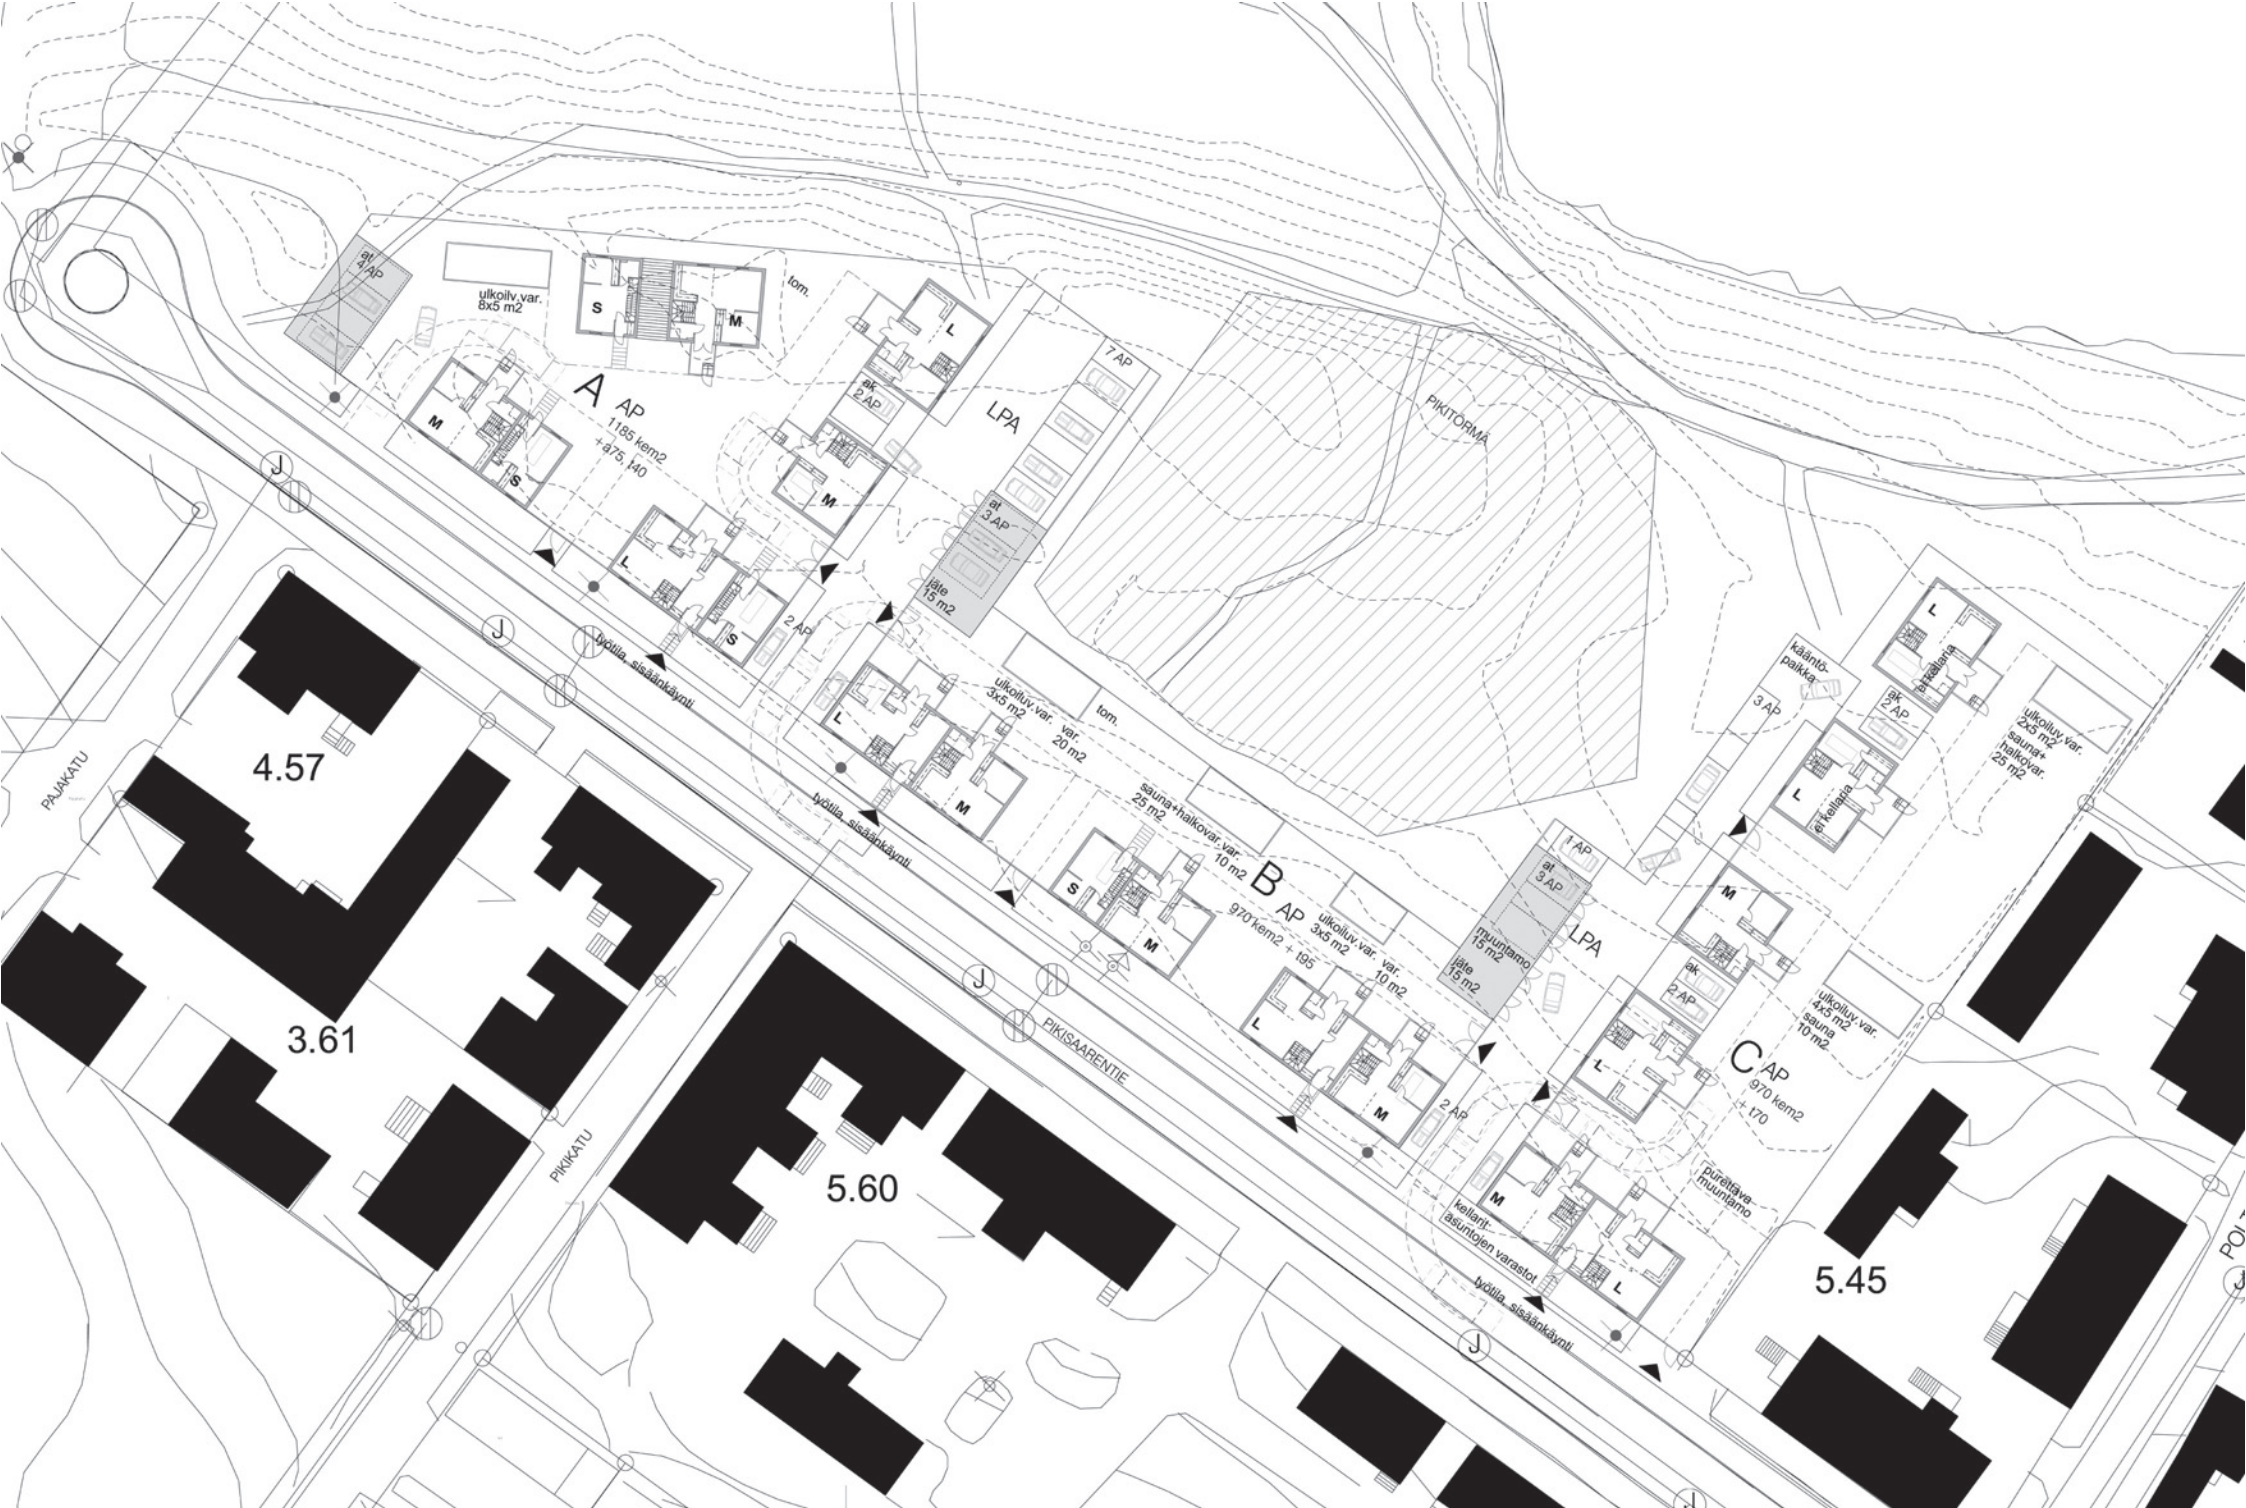 at
4 AP
ulkoilv.var.
8x5 m2
S
M
tom.
L
7 AP
ak
2 AP
LPA
A AP
1185 kem2
+a75, t40
M
S
M
PIKITÖRMÄ
at
3 AP
jäte
15 m2
L
S
2 AP
J
J
työtila, sisäänkäynti
ulkoiluv.var.
3x5 m2
var.
20 m2
tom.
L
M
työtila, sisäänkäynti
sauna+halkovar.
25 m2
var.
10 m2
S
M
B AP
970 kem2 + t95
ulkoiluv.var.
3x5 m2
var.
10 m2
L
M
2 AP
1 AP
at
3 AP
muuntamo
15 m2
jäte
15 m2
LPA
kääntö-
paikka
3 AP
L
ei kellaria
ak
2 AP
L
ei kellaria
ulkoiluv.var.
2x5 m2
sauna+
halkovar.
25 m2
M
ak
2 AP
L
ulkoiluv.var.
4x5 m2
sauna
10 m2
C AP
970 kem2
+ t70
purettava
muuntamo
M
L
kellarit:
asuntojen varastot
työtila, sisäänkäynti
PAJAKATU
4.57
3.61
PIKIKATU
5.60
J
PIKISAARENTIE
5.45
J
J
J